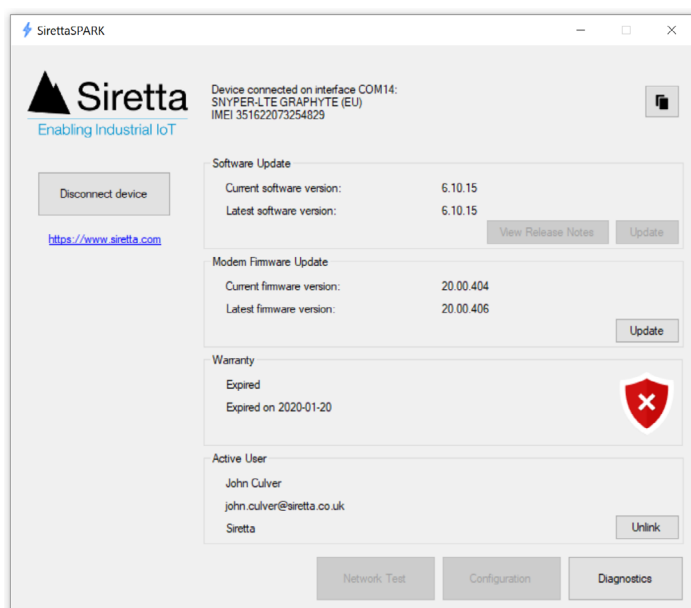 SirettaSPARK
Siretta
Enabling Industrial IoT
Device connected on interface COM14:
SNYPER-LTE GRAPHYTE (EU)
IMEI 351622073254829
Disconnect device
https://www.siretta.com
Software Update
Current software version: 6.10.15
Latest software version: 6.10.15
View Release Notes Update
Modem Firmware Update
Current firmware version: 20.00.404
Latest firmware version: 20.00.406
Update
Warranty
Expired
Expired on 2020-01-20
Active User
John Culver
john.culver@siretta.co.uk
Siretta
Unlink
Network Test Configuration Diagnostics